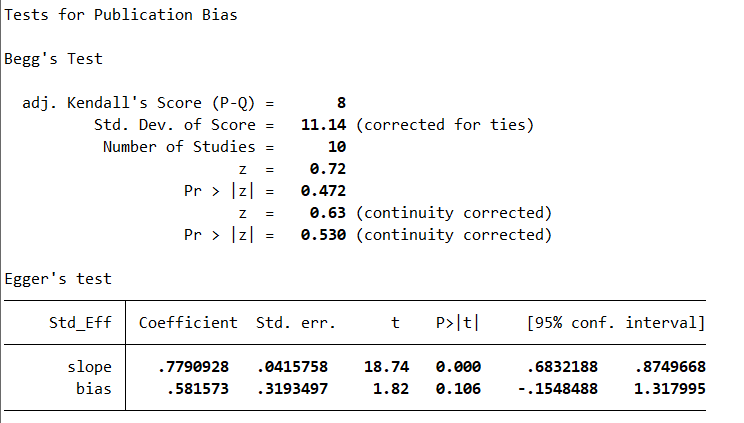 Tests for Publication Bias
Begg's Test
adj. Kendall's Score (P-Q) = 8
Std. Dev. of Score = 11.14 (corrected for ties)
Number of Studies = 10
z = 0.72
Pr > |z| = 0.472
z = 0.63 (continuity corrected)
Pr > |z| = 0.530 (continuity corrected)
Egger's test
Std_Eff Coefficient Std. err. t P>|t| [95% conf. interval]
slope .7790928 .0415758 18.74 0.000 .6832188 .8749668
bias .581573 .3193497 1.82 0.106 -.1548488 1.317995